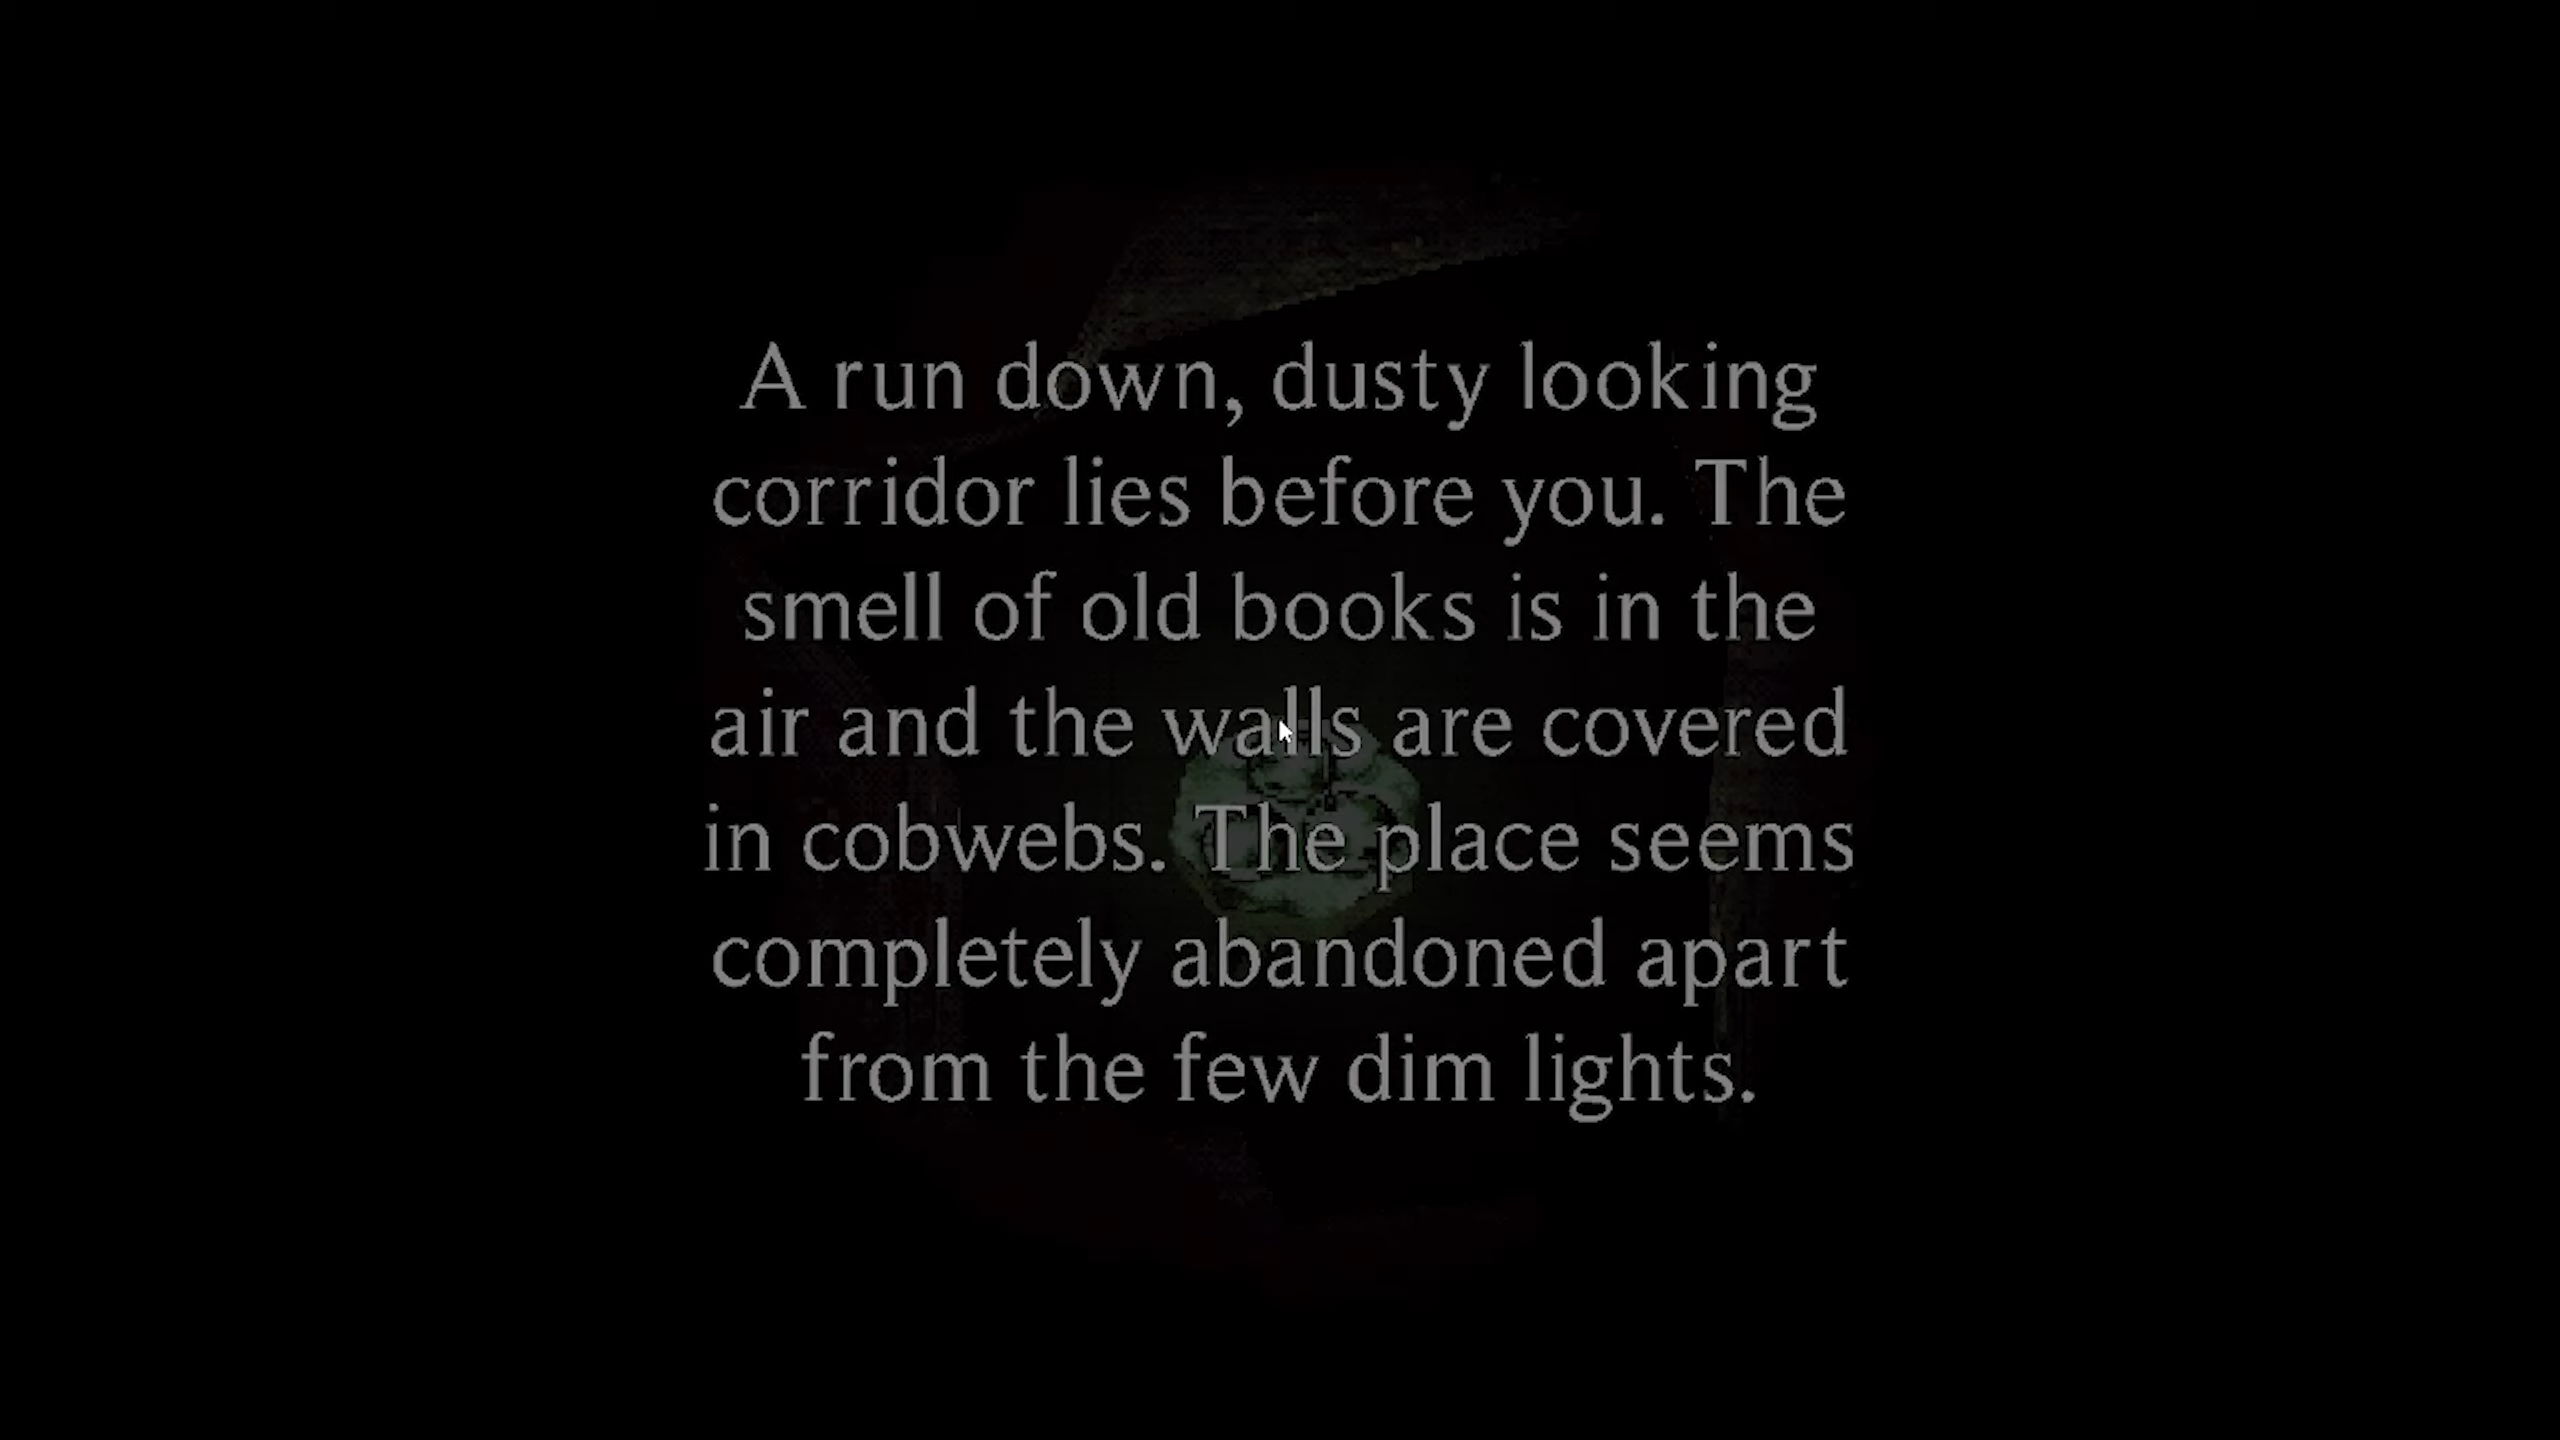 A run down, dusty looking
corridor lies before you. The
smell of old books is in the
air and the walls are covered
in cobwebs. The place seems
completely abandoned apart
from the few dim lights.